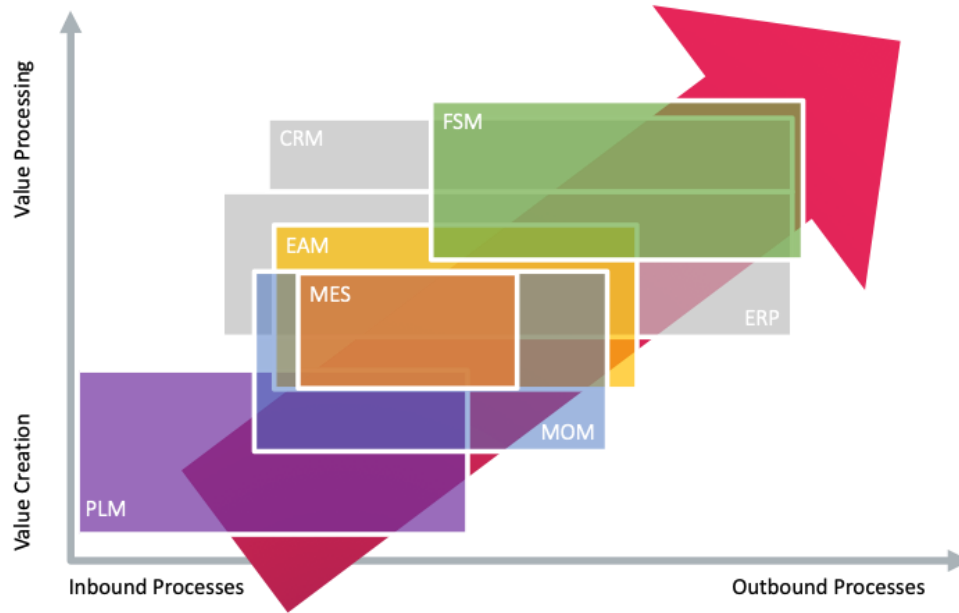 Value Processing
Value Creation
CRM
FSM
EAM
MES
ERP
MOM
PLM
Inbound Processes
Outbound Processes